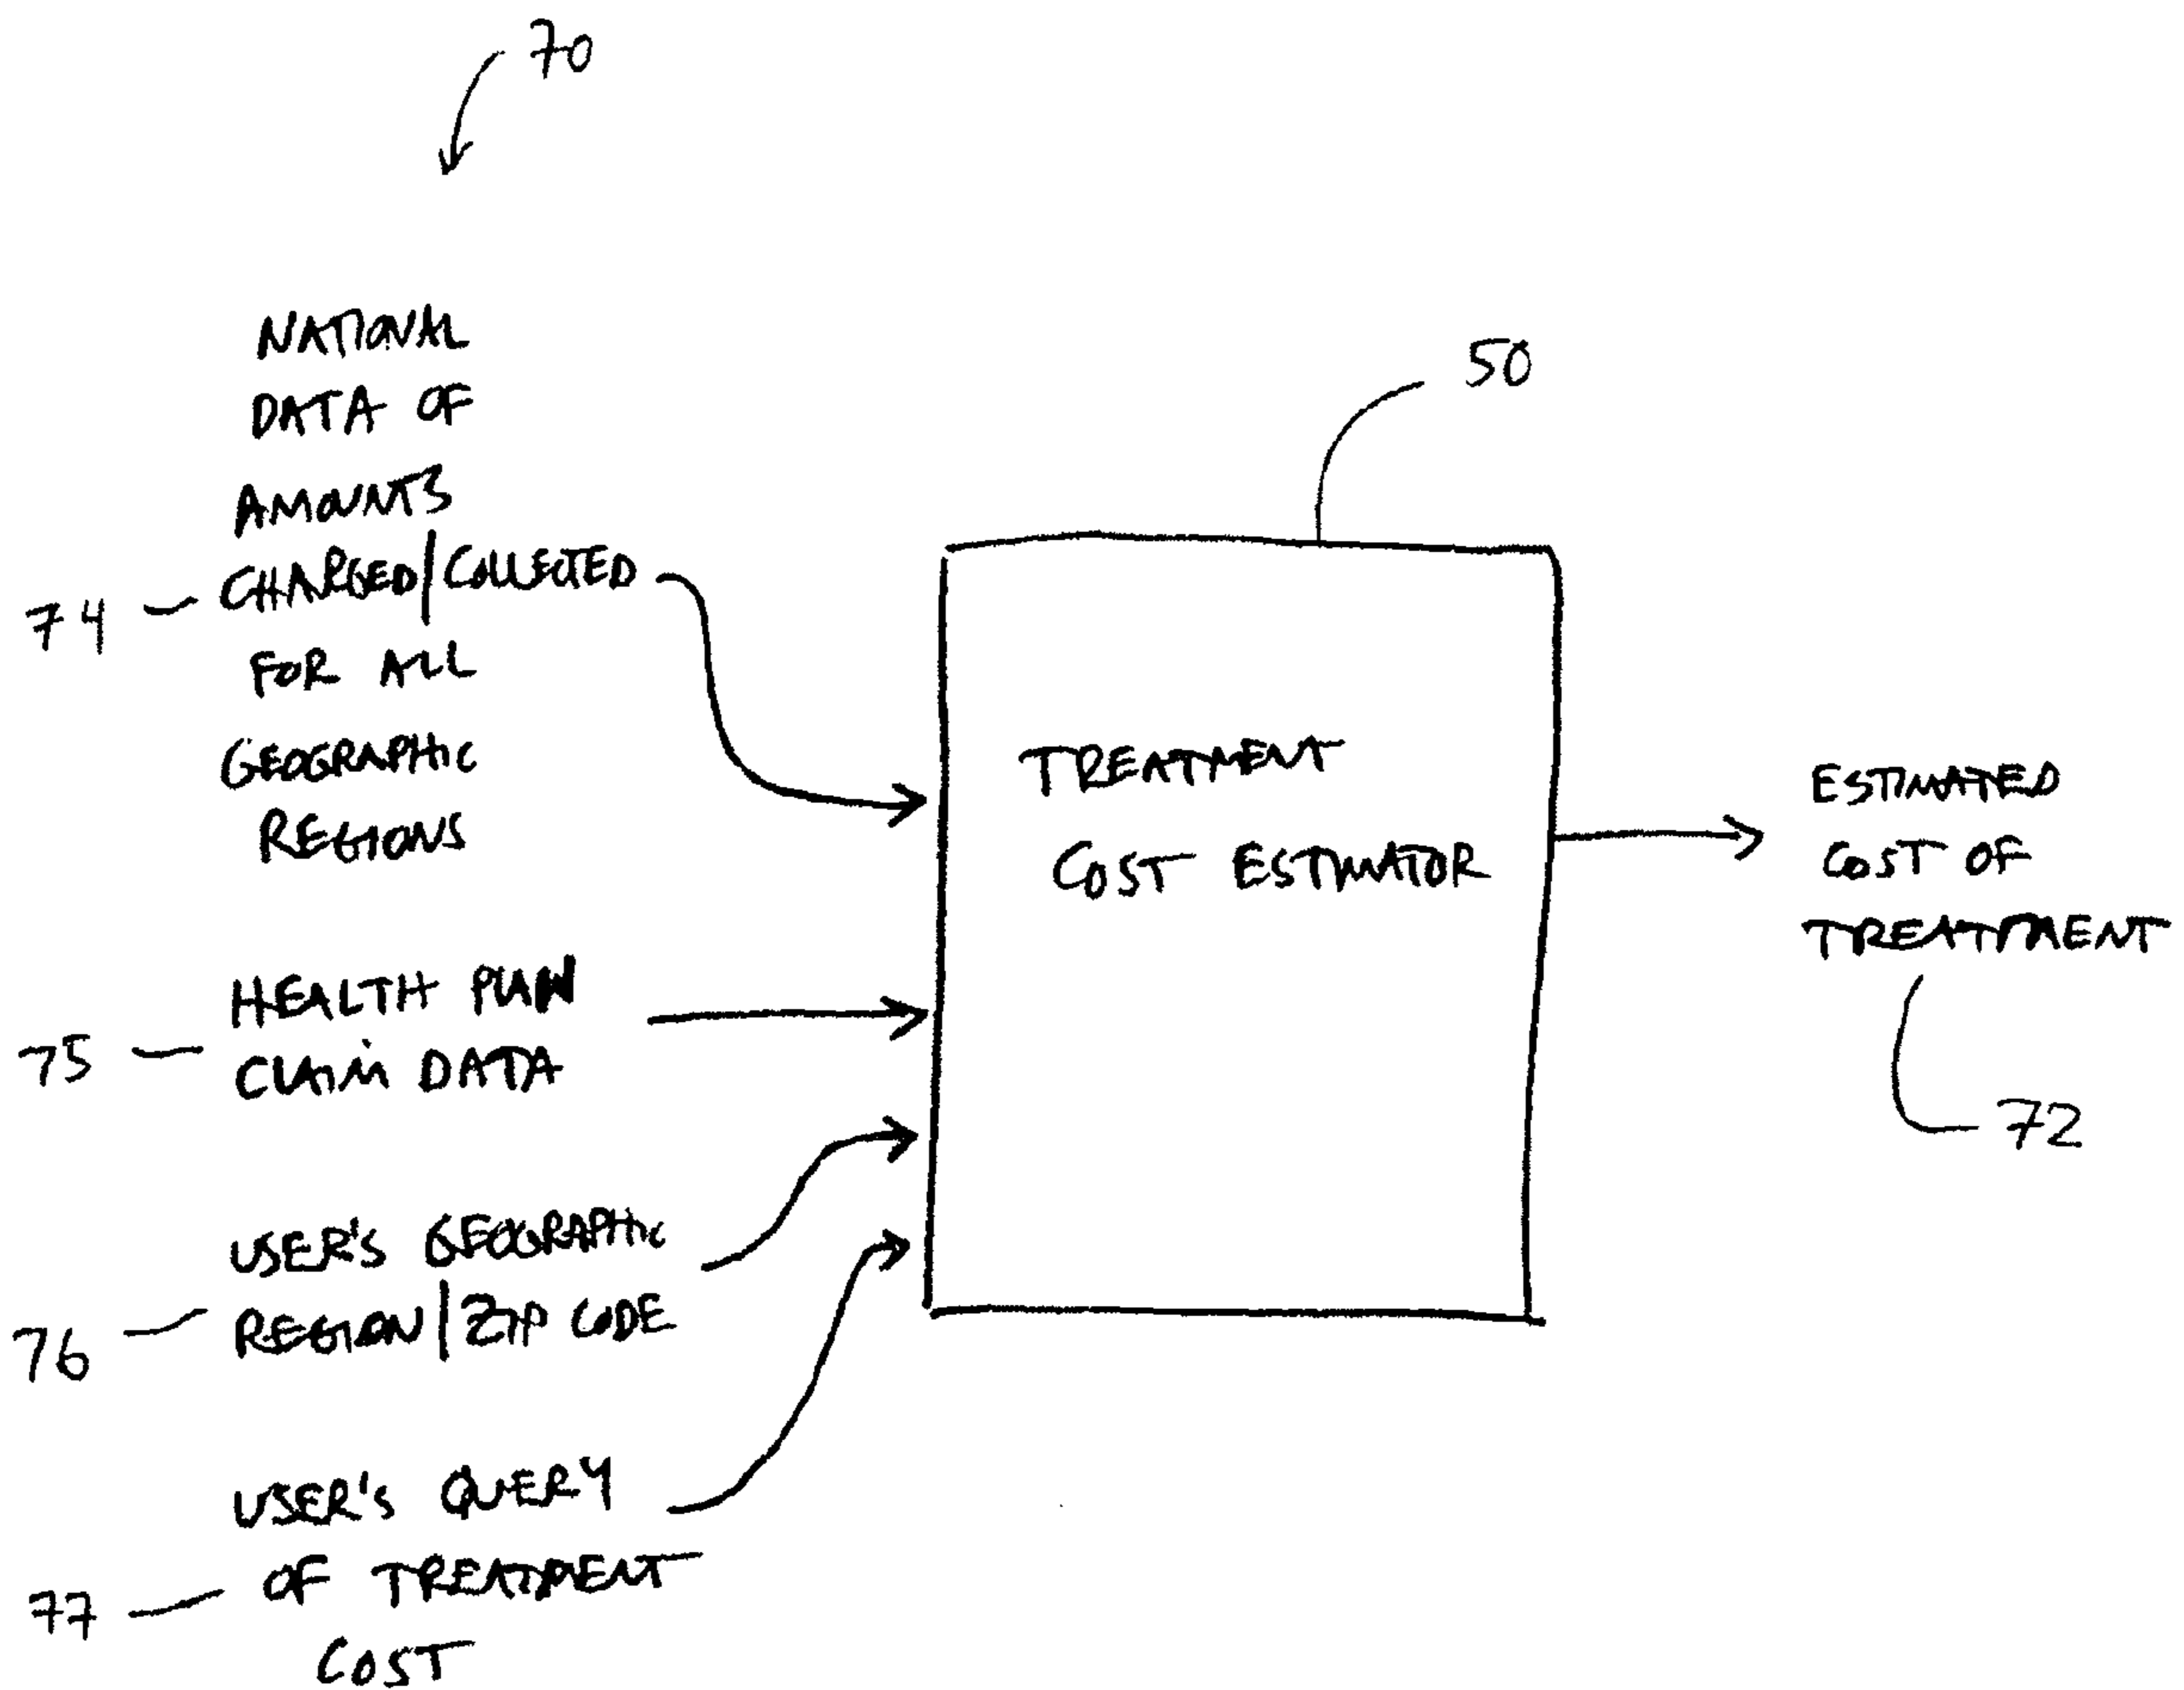 70
NATIONAL
DATA OF
AMOUNTS
CHARGED/COLLECTED
74
FOR ALL
GEOGRAPHIC
REGIONS
HEALTH PLAN
75
CLAIM DATA
USER'S GEOGRAPHIC
76
REGION/ZIP CODE
USER'S QUERY
77
OF TREATMENT
COST
50
TREATMENT
COST ESTIMATOR
ESTIMATED
COST OF
TREATMENT
72